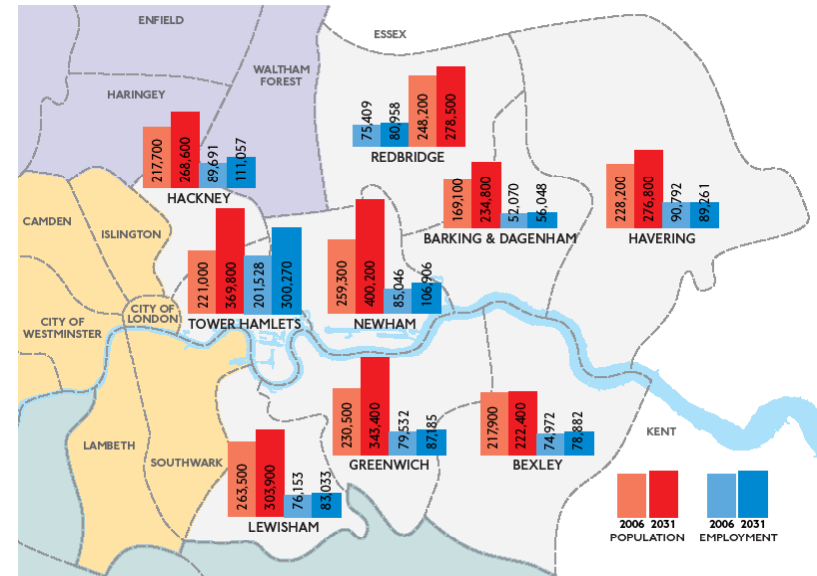 ENFIELD
ESSEX
WALTHAM
FOREST
HARINGEY
75,409
80,958
248,200
278,500
REDBRIDGE
217,700
268,600
89,691
111,057
HACKNEY
169,100
234,800
52,070
56,048
BARKING & DAGENHAM
228,200
276,800
90,792
89,261
HAVERING
CAMDEN
ISLINGTON
221,000
369,800
201,528
300,270
TOWER HAMLETS
259,300
400,200
85,046
106,906
NEWHAM
CITY OF
LONDON
CITY OF
WESTMINSTER
230,500
343,400
79,532
87,185
GREENWICH
217,900
222,400
74,972
78,882
BEXLEY
KENT
LAMBETH
SOUTHWARK
263,500
303,900
76,153
83,033
LEWISHAM
2006 2031
POPULATION
2006 2031
EMPLOYMENT